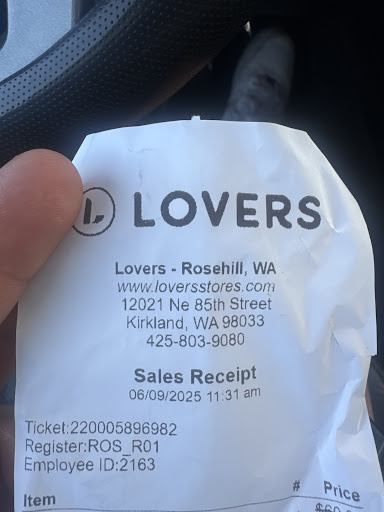 L LOVERS
Lovers - Rosehill, WA
www.loversstores.com
12021 Ne 85th Street
Kirkland, WA 98033
425-803-9080
Sales Receipt
06/09/2025 11:31 am
Ticket:220005896982
Register:ROS_R01
Employee ID:2163
Item # Price